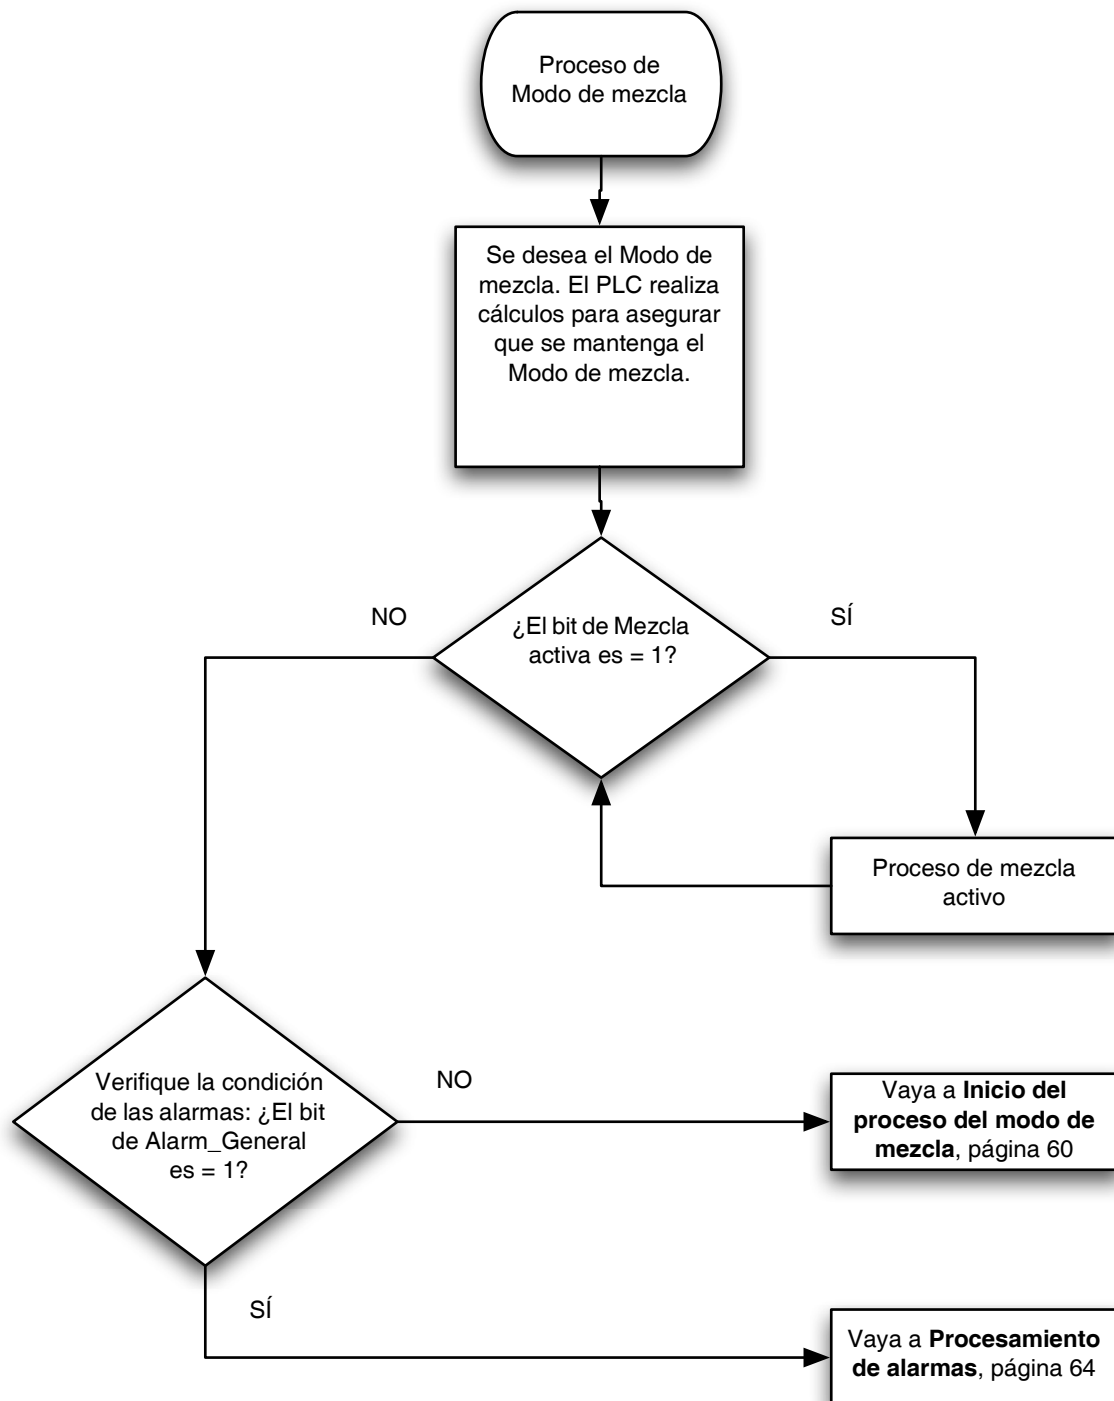 Proceso de
Modo de mezcla
Se desea el Modo de
mezcla. El PLC realiza
cálculos para asegurar
que se mantenga el
Modo de mezcla.
NO
¿El bit de Mezcla
activa es = 1?
SÍ
Proceso de mezcla
activo
Verifique la condición
de las alarmas: ¿El bit
de Alarm_General
es = 1?
NO
Vaya a Inicio del
proceso del modo de
mezcla, página 60
SÍ
Vaya a Procesamiento
de alarmas, página 64